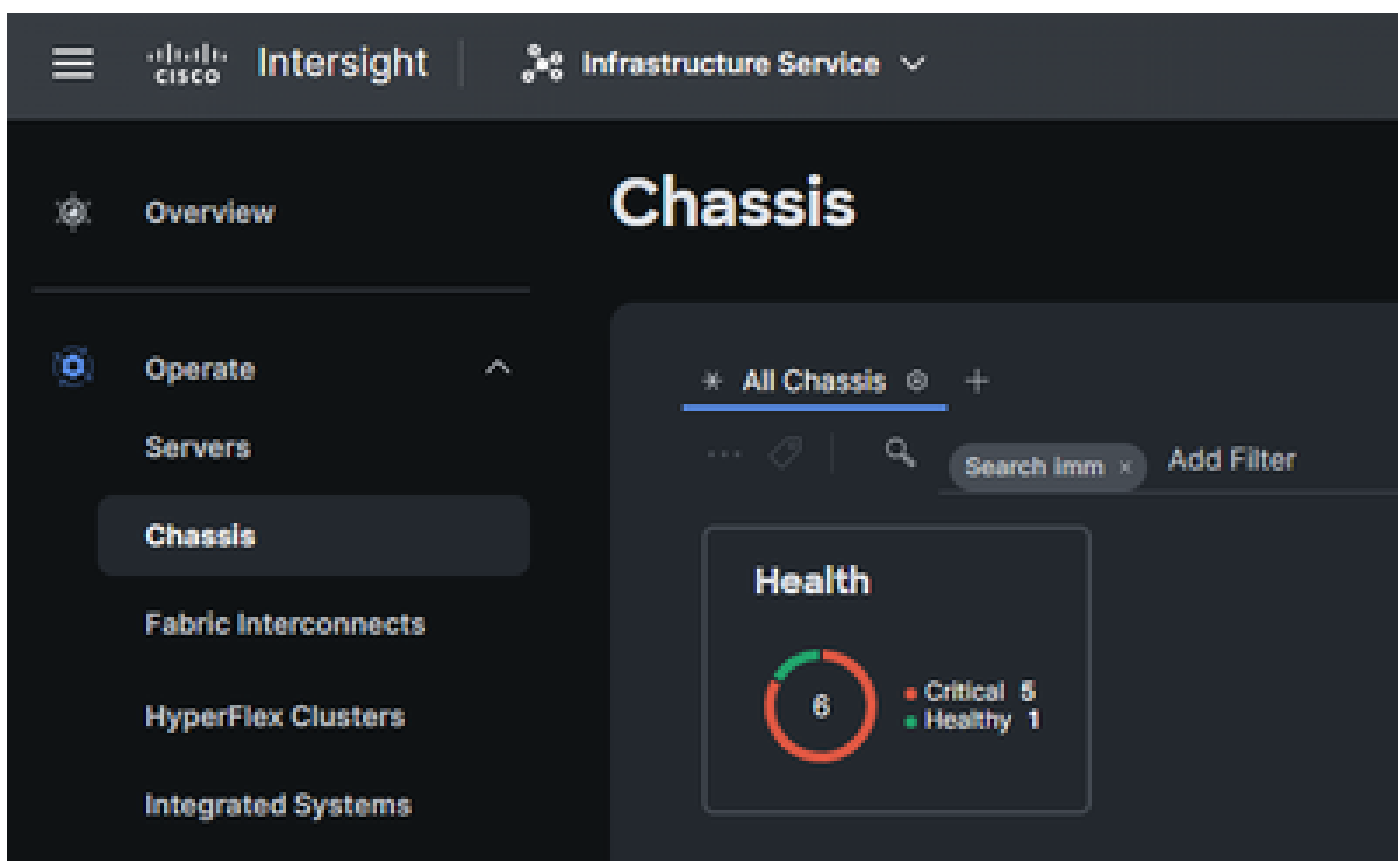 CISCO Intersight Infrastructure Service
Overview
Operate
Servers
Chassis
Fabric Interconnects
HyperFlex Clusters
Integrated Systems
Chassis
All Chassis
Search imm × Add Filter
Health
6
Critical 5
Healthy 1